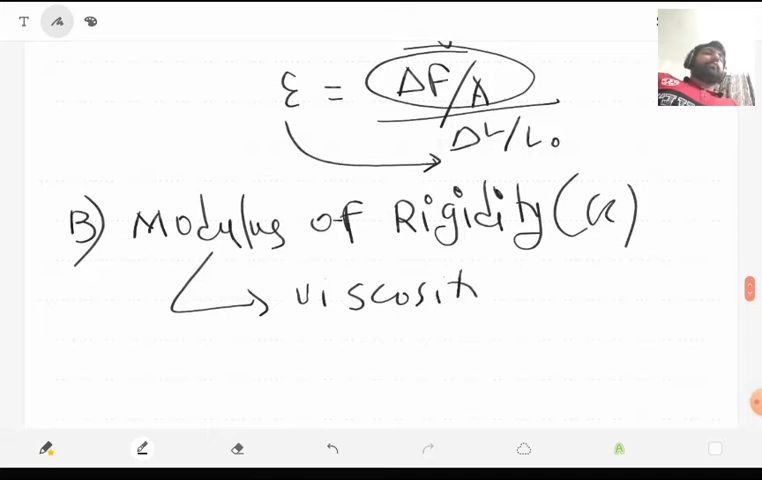 T
ε = ΔF/A
ΔL/L₀
B) Modulus of Rigidity (K)
viscosit
A